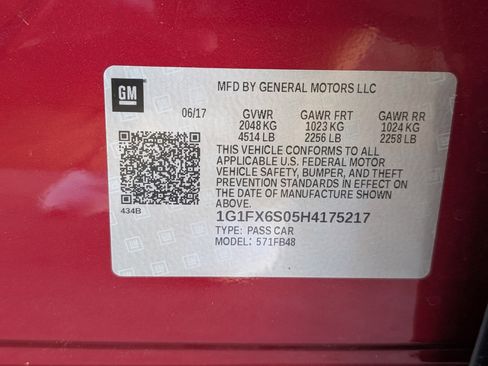 GM
MFD BY GENERAL MOTORS LLC
06/17 GVWR GAWR FRT GAWR RR
2048 KG 1023 KG 1024 KG
4514 LB 2256 LB 2258 LB
THIS VEHICLE CONFORMS TO ALL
APPLICABLE U.S. FEDERAL MOTOR
VEHICLE SAFETY, BUMPER, AND THEFT
PREVENTION STANDARDS IN EFFECT ON
THE DATE OF MANUFACTURE SHOWN
ABOVE.
434B
1G1FX6S05H4175217
TYPE: PASS CAR
MODEL: 571FB48